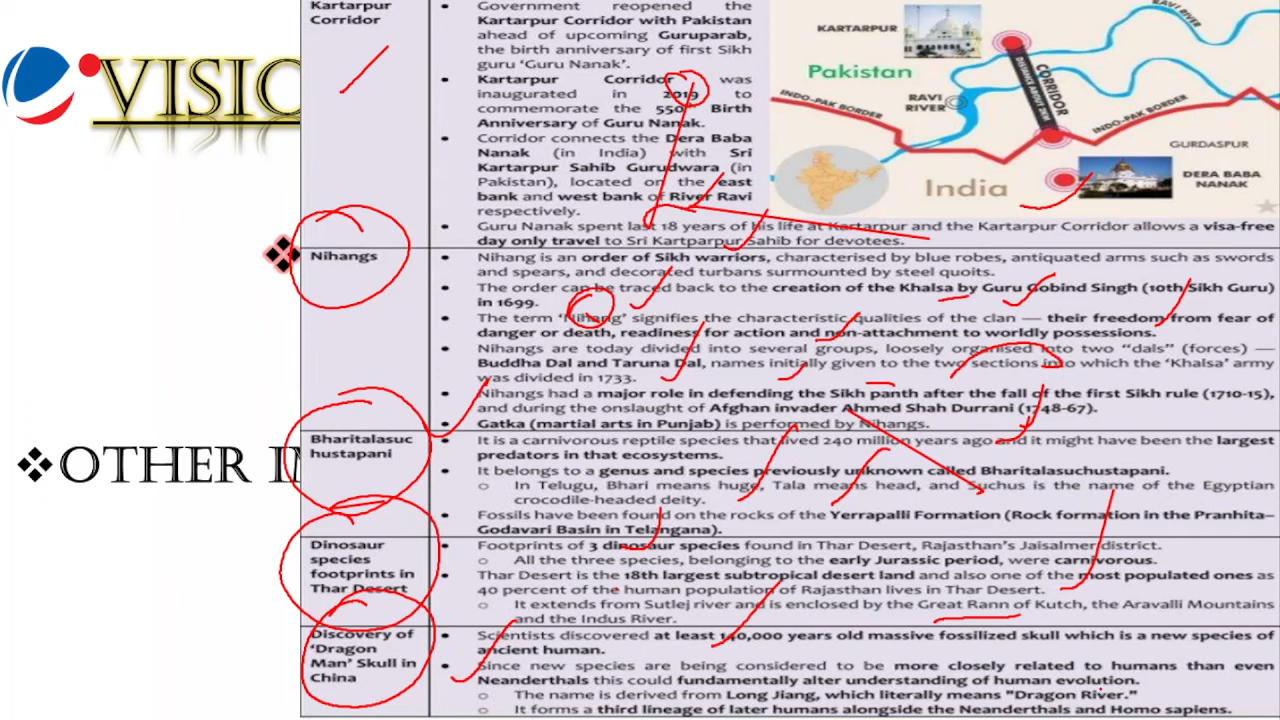 VISIO
OTHER I
Kartarpur
Corridor
Government reopened the
Kartarpur Corridor with Pakistan
ahead of upcoming Guruparab,
the birth anniversary of first Sikh
guru 'Guru Nanak'.
Kartarpur Corridor was
inaugurated in 2019 to
commemorate the 550 Birth
Anniversary of Guru Nanak.
Corridor connects the Dera Baba
Nanak (in India) with Sri
Kartarpur Sahib Gurudwara (in
Pakistan), located on the east
bank and west bank of River Ravi
respectively.
Guru Nanak spent last 18 years of his life at Kartarpur and the Kartarpur Corridor allows a visa-free
day only travel to Sri Kartparpur Sahib for devotees.
KARTARPUR
RAVI RIVER
Pakistan
CORRIDOR
RAVI
RIVER
INDO-PAK BORDER
INDO-PAK BORDER
GURDASPUR
India
DERA BABA
NANAK
Nihangs
Nihang is an order of Sikh warriors, characterised by blue robes, antiquated arms such as swords
and spears, and decorated turbans surmounted by steel quoits.
The order can be traced back to the creation of the Khalsa by Guru Gobind Singh (10th Sikh Guru)
in 1699.
The term 'Nihang' signifies the characteristic qualities of the clan — their freedom from fear of
danger or death, readiness for action and non-attachment to worldly possessions.
Nihangs are today divided into several groups, loosely organised into two "dals" (forces) —
Buddha Dal and Taruna Dal, names initially given to the two sections into which the 'Khalsa' army
was divided in 1733.
Nihangs had a major role in defending the Sikh panth after the fall of the first Sikh rule (1710-15),
and during the onslaught of Afghan invader Ahmed Shah Durrani (1748-67).
Gatka (martial arts in Punjab) is performed by Nihangs.
Bharitalasuc
hustapani
It is a carnivorous reptile species that lived 240 million years ago and it might have been the largest
predators in that ecosystems.
It belongs to a genus and species previously unknown called Bharitalasuchustapani.
In Telugu, Bhari means huge, Tala means head, and Suchus is the name of the Egyptian
crocodile-headed deity.
Fossils have been found on the rocks of the Yerrapalli Formation (Rock formation in the Pranhita–
Godavari Basin in Telangana).
Dinosaur
species
footprints in
Thar Desert
Footprints of 3 dinosaur species found in Thar Desert, Rajasthan's Jaisalmer district.
All the three species, belonging to the early Jurassic period, were carnivorous.
Thar Desert is the 18th largest subtropical desert land and also one of the most populated ones as
40 percent of the human population of Rajasthan lives in Thar Desert.
It extends from Sutlej river and is enclosed by the Great Rann of Kutch, the Aravalli Mountains
and the Indus River.
Discovery of
'Dragon
Man' Skull in
China
Scientists discovered at least 140,000 years old massive fossilized skull which is a new species of
ancient human.
Since new species are being considered to be more closely related to humans than even
Neanderthals this could fundamentally alter understanding of human evolution.
The name is derived from Long Jiang, which literally means "Dragon River."
It forms a third lineage of later humans alongside the Neanderthals and Homo sapiens.